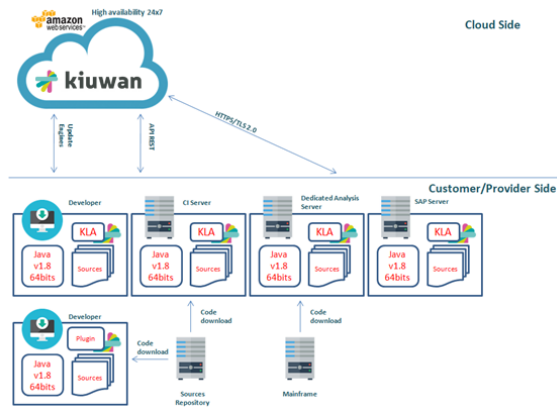 High availability 24x7
amazon
web services
Cloud Side
kiuwan
Update
Engines
API REST
HTTPS/TLS 2.0
Customer/Provider Side
Developer
CI Server
Dedicated Analysis
Server
SAP Server
KLA
KLA
KLA
KLA
Java
v1.8
64bits
Sources
Java
v1.8
64bits
Sources
Java
v1.8
64bits
Sources
Java
v1.8
64bits
Sources
Developer
Plugin
Java
v1.8
64bits
Sources
Code
download
Code
download
Code
download
Sources
Repository
Mainframe